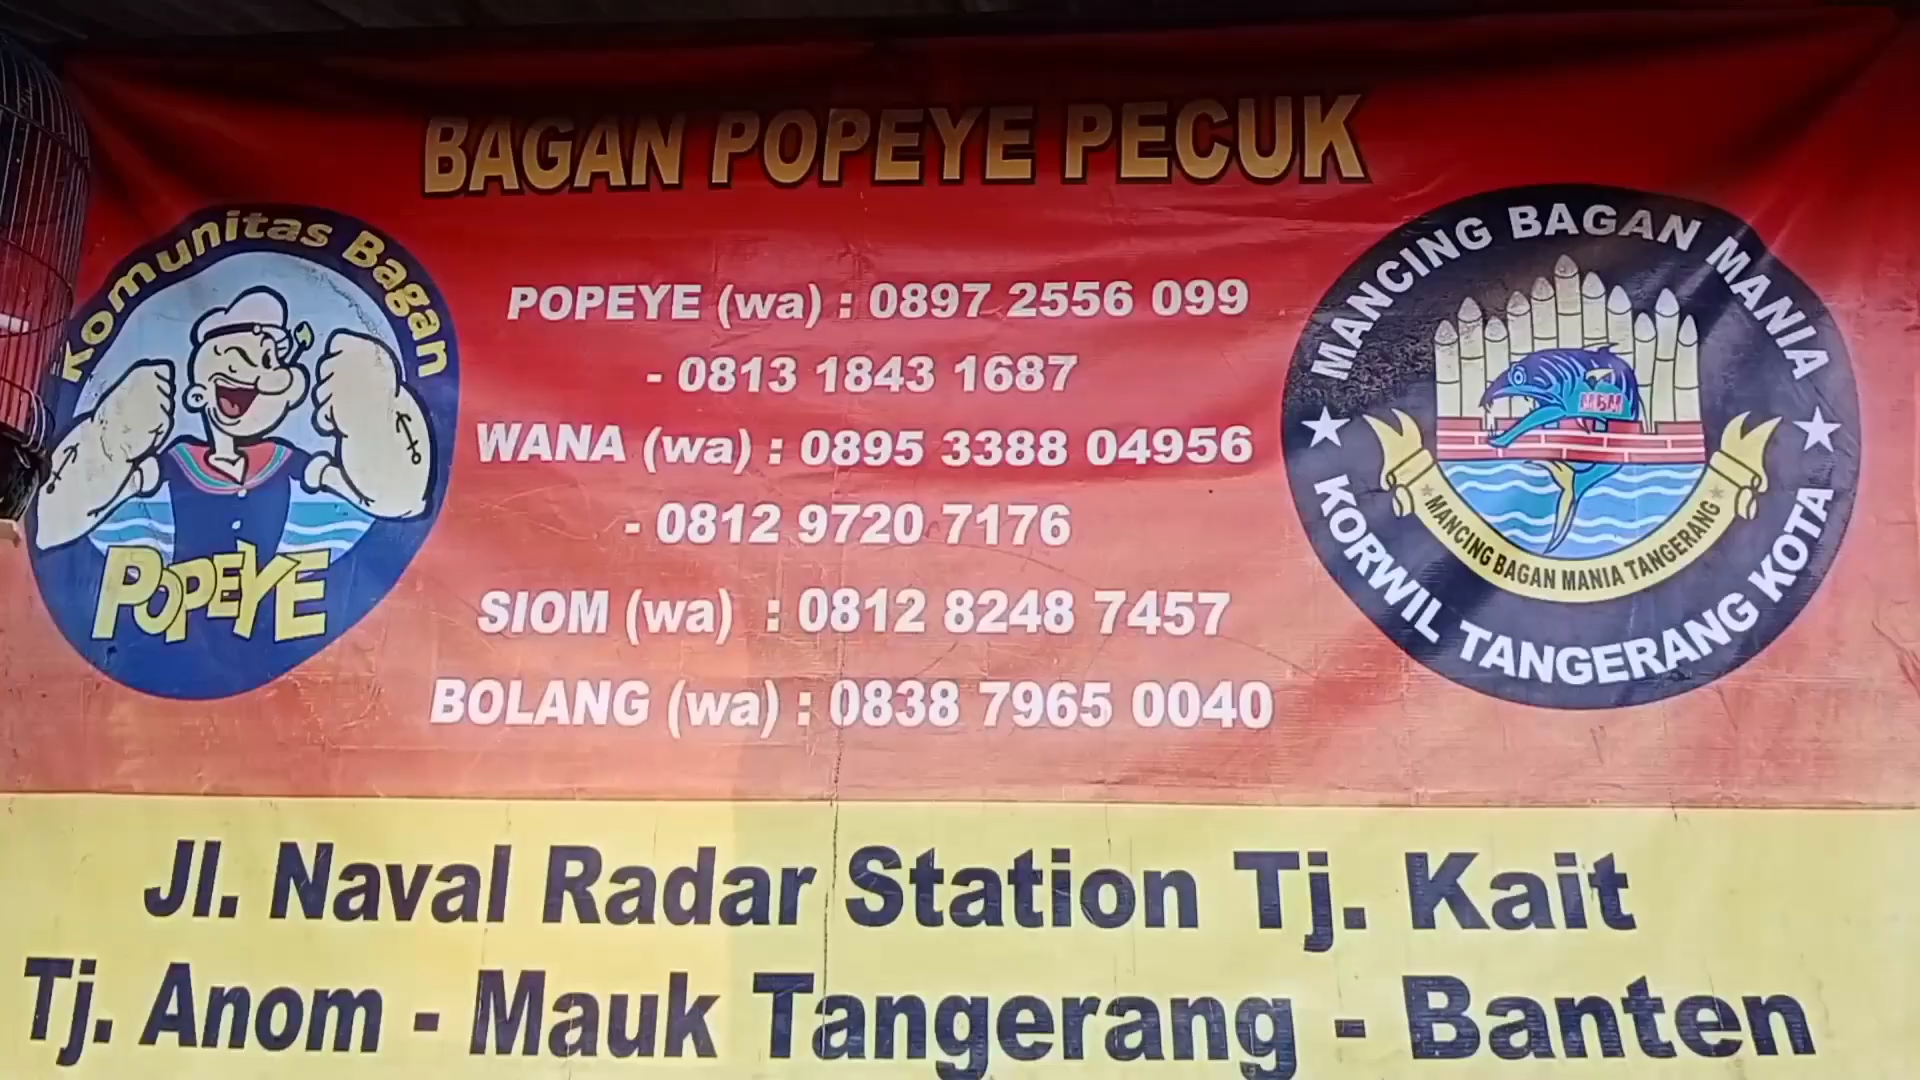 BAGAN POPEYE PECUK
Komunitas Bagan
POPEYE
POPEYE (wa) : 0897 2556 099
- 0813 1843 1687
WANA (wa) : 0895 3388 04956
- 0812 9720 7176
SIOM (wa) : 0812 8248 7457
BOLANG (wa) : 0838 7965 0040
MANCING BAGAN MANIA
MBM
MANCING BAGAN MANIA TANGERANG
KORWIL TANGERANG KOTA
Jl. Naval Radar Station Tj. Kait
Tj. Anom - Mauk Tangerang - Banten